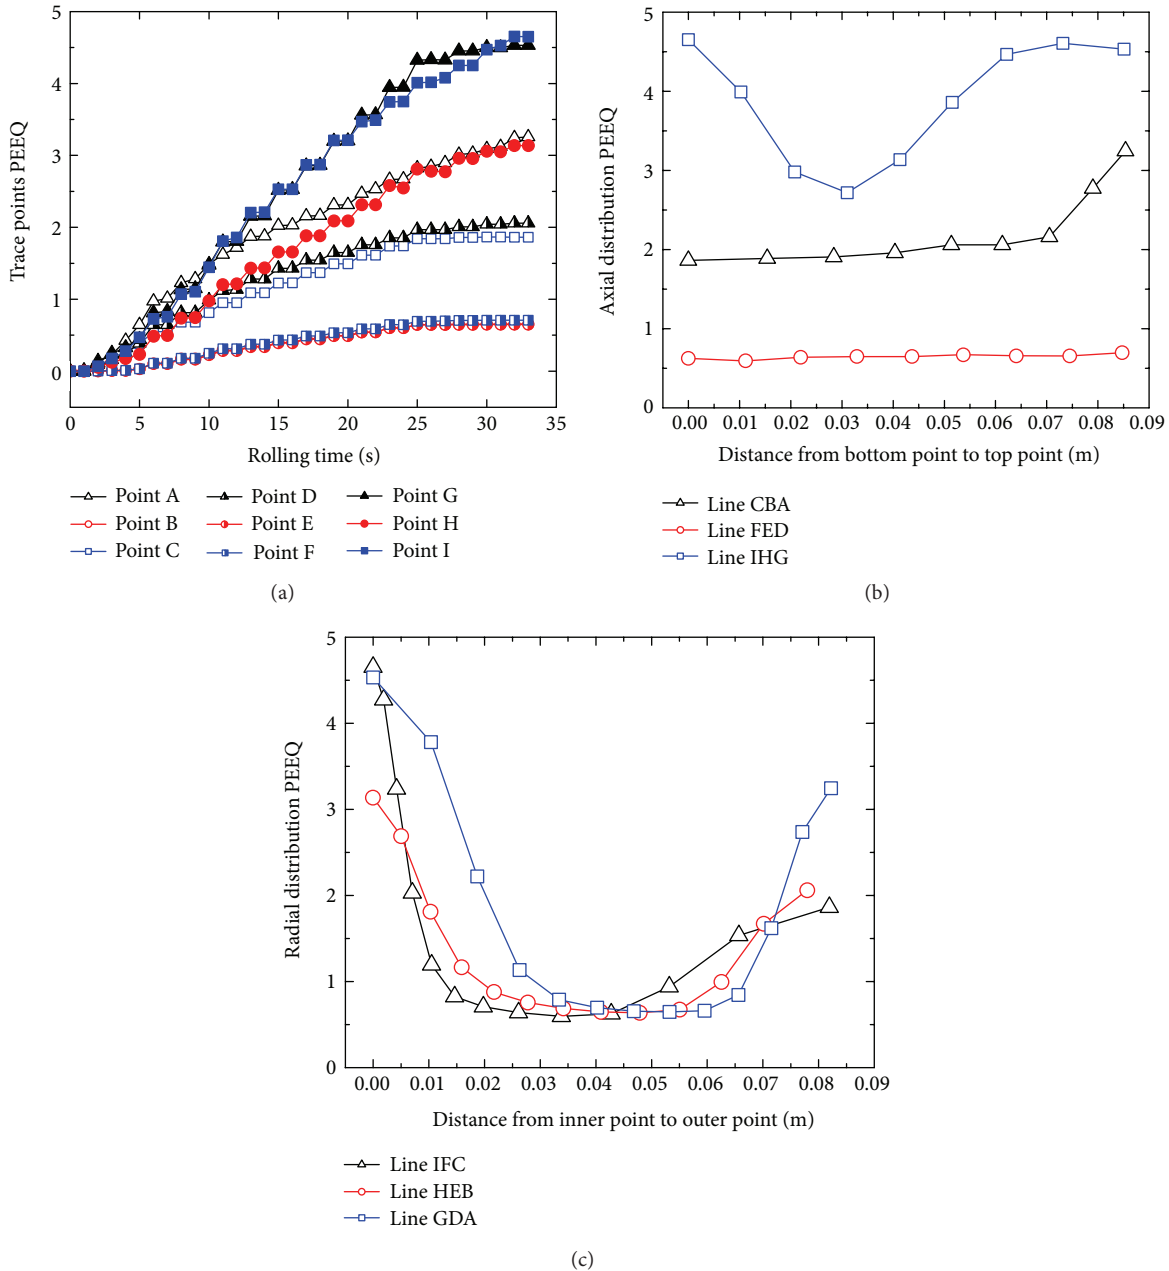 Trace points PEEQ
5
4
3
2
1
0
0 5 10 15 20 25 30 35
Rolling time (s)
Point A Point D Point G
Point B Point E Point H
Point C Point F Point I
(a)
Axial distribution PEEQ
5
4
3
2
1
0
0.00 0.01 0.02 0.03 0.04 0.05 0.06 0.07 0.08 0.09
Distance from bottom point to top point (m)
Line CBA
Line FED
Line IHG
(b)
Radial distribution PEEQ
5
4
3
2
1
0
0.00 0.01 0.02 0.03 0.04 0.05 0.06 0.07 0.08 0.09
Distance from inner point to outer point (m)
Line IFC
Line HEB
Line GDA
(c)